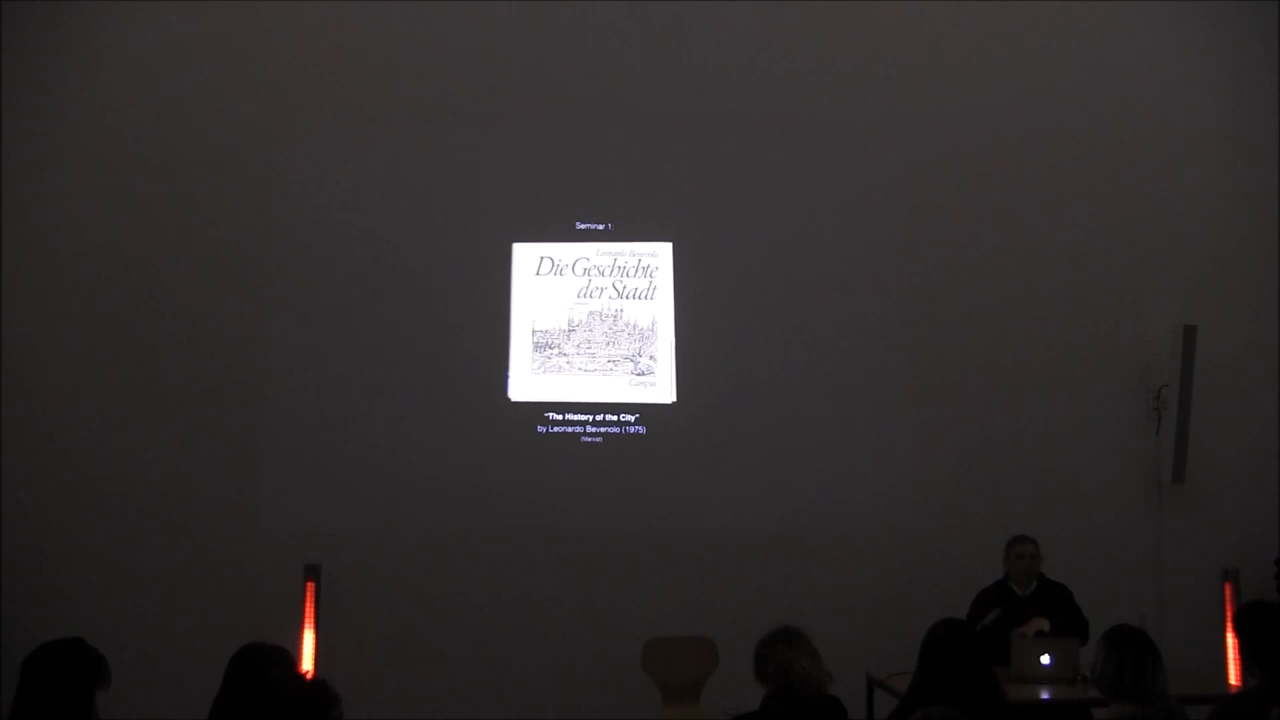 Seminar 1:
Leonardo Benevolo
Die Geschichte
der Stadt
Campus
"The History of the City"
by Leonardo Bevenolo (1975)
(Marxist)